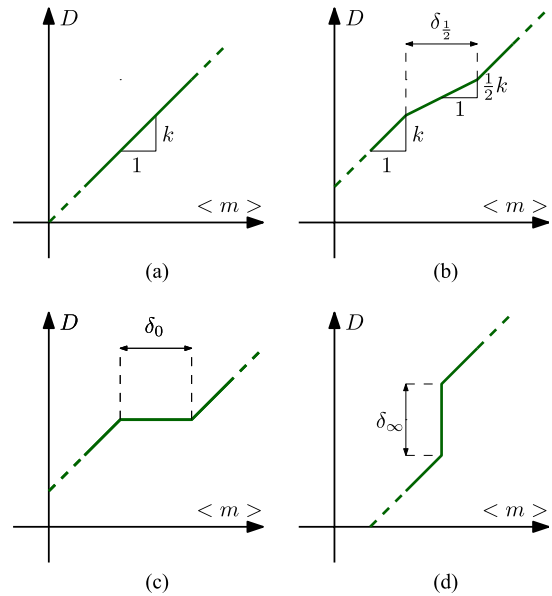 D
k
1
< m >
(a)
D
δ_{1/2}
1/2 k
1
k
1
< m >
(b)
D
δ_0
< m >
(c)
D
δ_∞
< m >
(d)